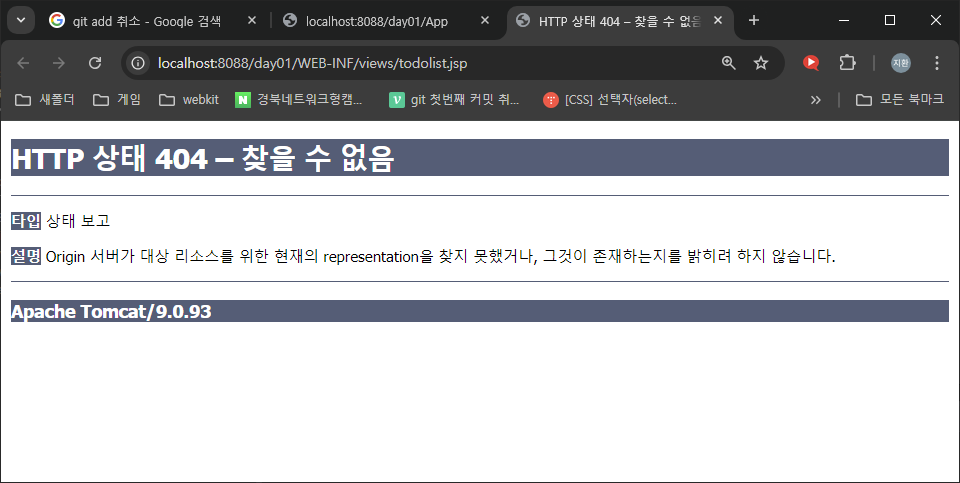 git add 취소 - Google 검색
localhost:8088/day01/App
HTTP 상태 404 – 찾을 수 없음
localhost:8088/day01/WEB-INF/views/todolist.jsp
지환
새폴더
게임
webkit
경북네트워크형캠...
git 첫번째 커밋 취...
[CSS] 선택자(select...
모든 북마크
HTTP 상태 404 – 찾을 수 없음
타입 상태 보고
설명 Origin 서버가 대상 리소스를 위한 현재의 representation을 찾지 못했거나, 그것이 존재하는지를 밝히려 하지 않습니다.
Apache Tomcat/9.0.93